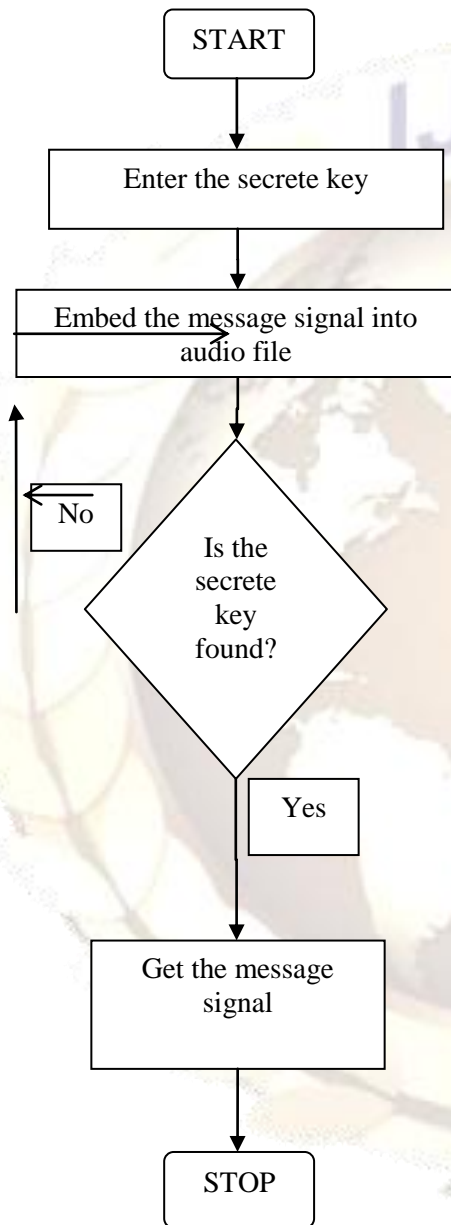 START
Enter the secrete key
Embed the message signal into
audio file
No
Is the
secrete
key
found?
Yes
Get the message
signal
STOP